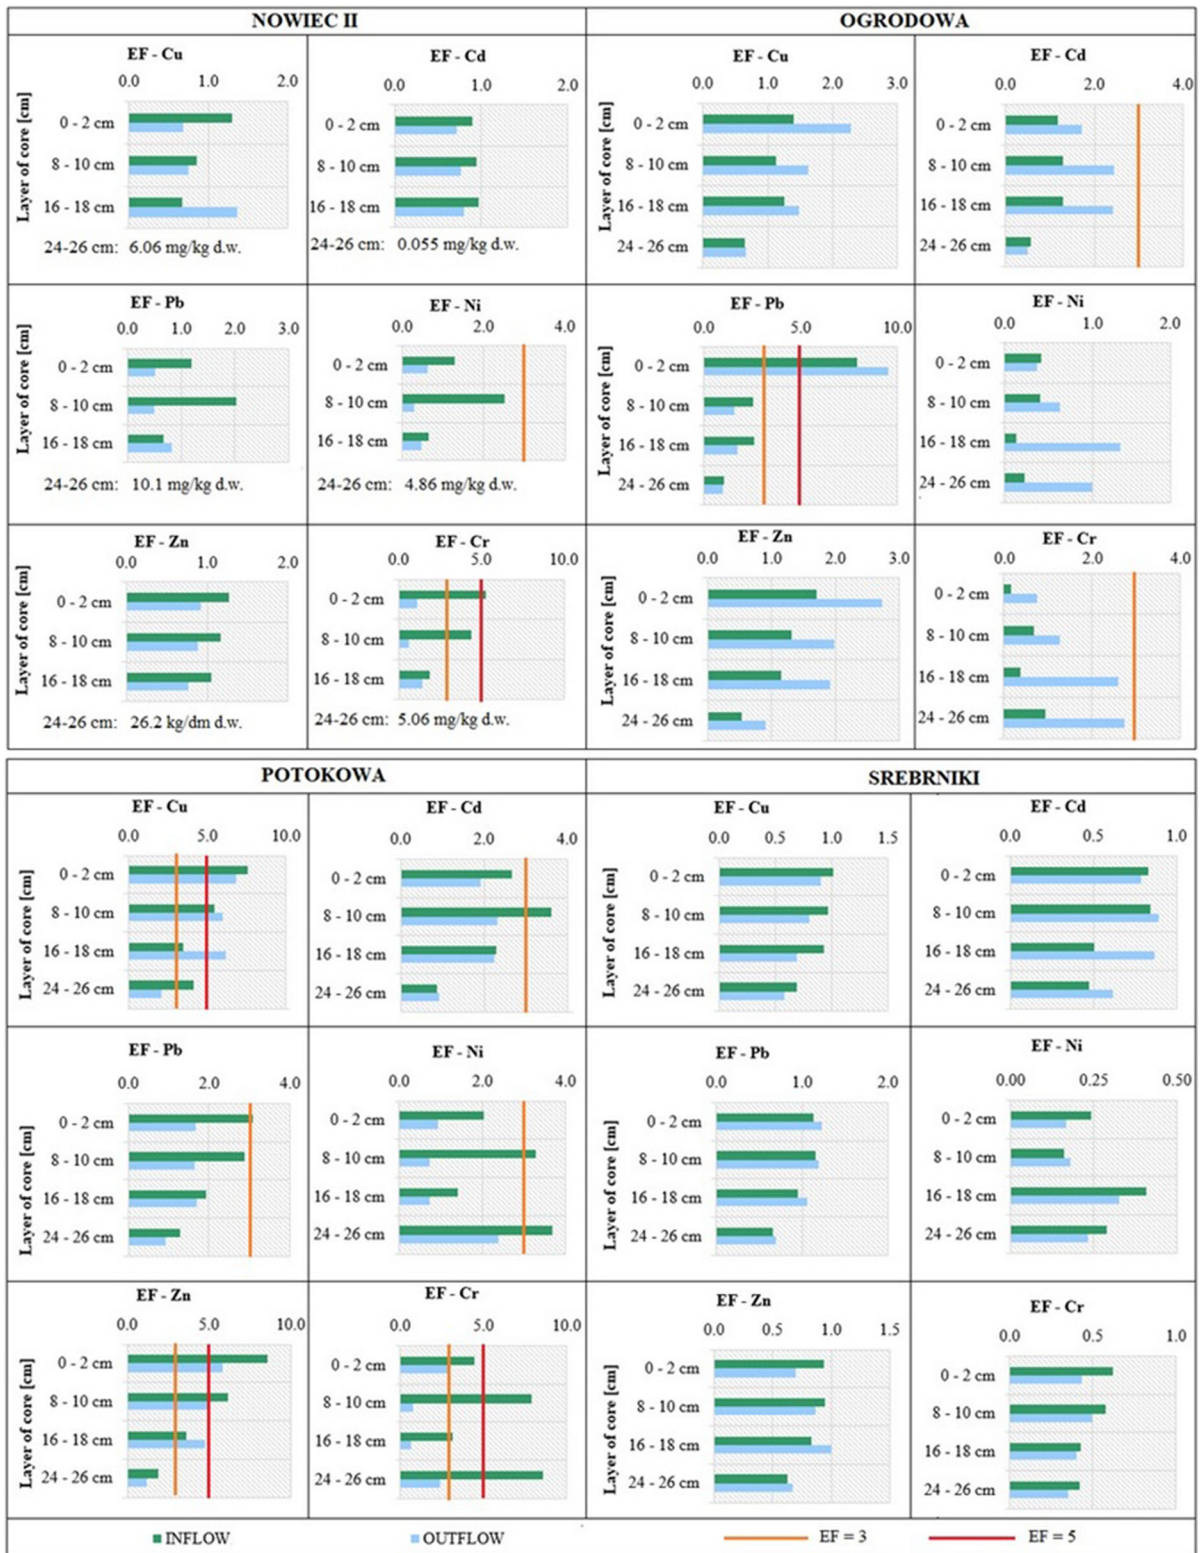 NOWIEC II
OGRODOWA
EF - Cu
0.0 1.0 2.0
Layer of core [cm]
0 - 2 cm
8 - 10 cm
16 - 18 cm
24-26 cm: 6.06 mg/kg d.w.
EF - Cd
0.0 1.0 2.0
0 - 2 cm
8 - 10 cm
16 - 18 cm
24-26 cm: 0.055 mg/kg d.w.
EF - Cu
0.0 1.0 2.0 3.0
Layer of core [cm]
0 - 2 cm
8 - 10 cm
16 - 18 cm
24 - 26 cm
EF - Cd
0.0 2.0 4.0
0 - 2 cm
8 - 10 cm
16 - 18 cm
24 - 26 cm
EF - Pb
0.0 1.0 2.0 3.0
Layer of core [cm]
0 - 2 cm
8 - 10 cm
16 - 18 cm
24-26 cm: 10.1 mg/kg d.w.
EF - Ni
0.0 2.0 4.0
0 - 2 cm
8 - 10 cm
16 - 18 cm
24-26 cm: 4.86 mg/kg d.w.
EF - Pb
0.0 5.0 10.0
Layer of core [cm]
0 - 2 cm
8 - 10 cm
16 - 18 cm
24 - 26 cm
EF - Ni
0.0 1.0 2.0
0 - 2 cm
8 - 10 cm
16 - 18 cm
24 - 26 cm
EF - Zn
0.0 1.0 2.0
Layer of core [cm]
0 - 2 cm
8 - 10 cm
16 - 18 cm
24-26 cm: 26.2 kg/dm d.w.
EF - Cr
0.0 5.0 10.0
0 - 2 cm
8 - 10 cm
16 - 18 cm
24-26 cm: 5.06 mg/kg d.w.
EF - Zn
0.0 1.0 2.0 3.0
Layer of core [cm]
0 - 2 cm
8 - 10 cm
16 - 18 cm
24 - 26 cm
EF - Cr
0.0 2.0 4.0
0 - 2 cm
8 - 10 cm
16 - 18 cm
24 - 26 cm
POTOKOWA
SREBRNIKI
EF - Cu
0.0 5.0 10.0
Layer of core [cm]
0 - 2 cm
8 - 10 cm
16 - 18 cm
24 - 26 cm
EF - Cd
0.0 2.0 4.0
0 - 2 cm
8 - 10 cm
16 - 18 cm
24 - 26 cm
EF - Cu
0.0 0.5 1.0 1.5
Layer of core [cm]
0 - 2 cm
8 - 10 cm
16 - 18 cm
24 - 26 cm
EF - Cd
0.0 0.5 1.0
0 - 2 cm
8 - 10 cm
16 - 18 cm
24 - 26 cm
EF - Pb
0.0 2.0 4.0
Layer of core [cm]
0 - 2 cm
8 - 10 cm
16 - 18 cm
24 - 26 cm
EF - Ni
0.0 2.0 4.0
0 - 2 cm
8 - 10 cm
16 - 18 cm
24 - 26 cm
EF - Pb
0.0 1.0 2.0
Layer of core [cm]
0 - 2 cm
8 - 10 cm
16 - 18 cm
24 - 26 cm
EF - Ni
0.00 0.25 0.50
0 - 2 cm
8 - 10 cm
16 - 18 cm
24 - 26 cm
EF - Zn
0.0 5.0 10.0
Layer of core [cm]
0 - 2 cm
8 - 10 cm
16 - 18 cm
24 - 26 cm
EF - Cr
0.0 5.0 10.0
0 - 2 cm
8 - 10 cm
16 - 18 cm
24 - 26 cm
EF - Zn
0.0 0.5 1.0 1.5
Layer of core [cm]
0 - 2 cm
8 - 10 cm
16 - 18 cm
24 - 26 cm
EF - Cr
0.0 0.5 1.0
0 - 2 cm
8 - 10 cm
16 - 18 cm
24 - 26 cm
INFLOW OUTFLOW EF = 3 EF = 5